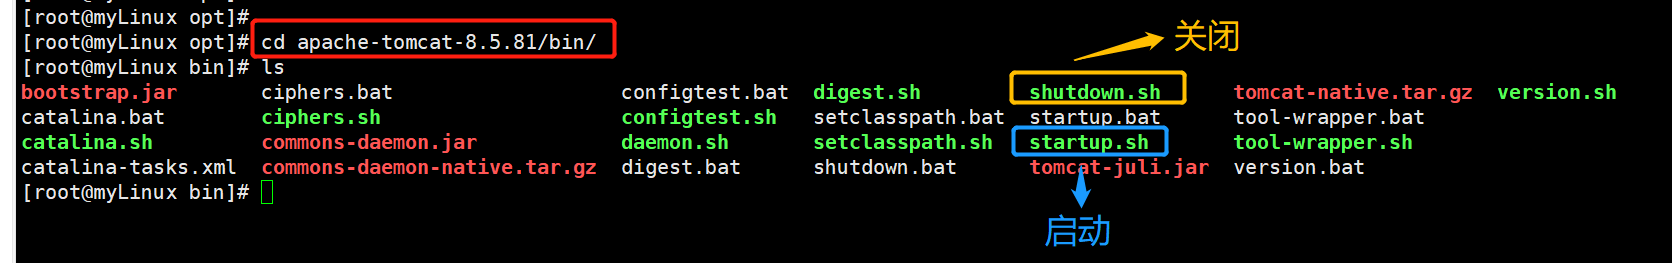 [root@myLinux opt]#
[root@myLinux opt]# cd apache-tomcat-8.5.81/bin/
关闭
[root@myLinux bin]# ls
bootstrap.jar ciphers.bat configtest.bat digest.sh shutdown.sh tomcat-native.tar.gz version.sh
catalina.bat ciphers.sh configtest.sh setclasspath.bat startup.bat tool-wrapper.bat
catalina.sh commons-daemon.jar daemon.sh setclasspath.sh startup.sh tool-wrapper.sh
catalina-tasks.xml commons-daemon-native.tar.gz digest.bat shutdown.bat tomcat-juli.jar version.bat
[root@myLinux bin]#
启动